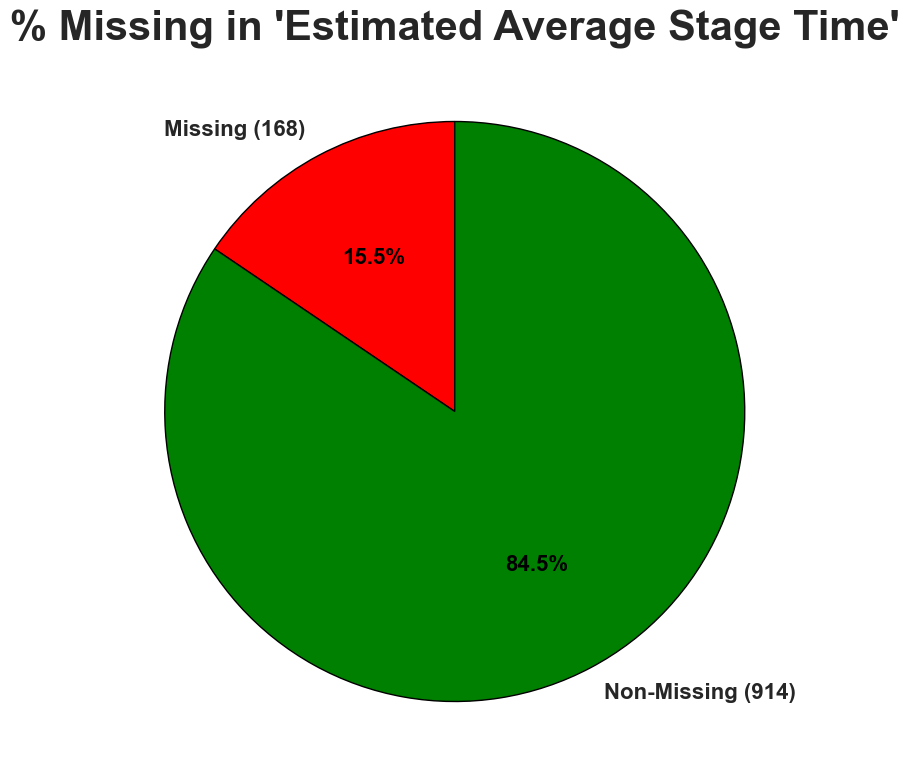 % Missing in 'Estimated Average Stage Time'
Missing (168)
15.5%
84.5%
Non-Missing (914)